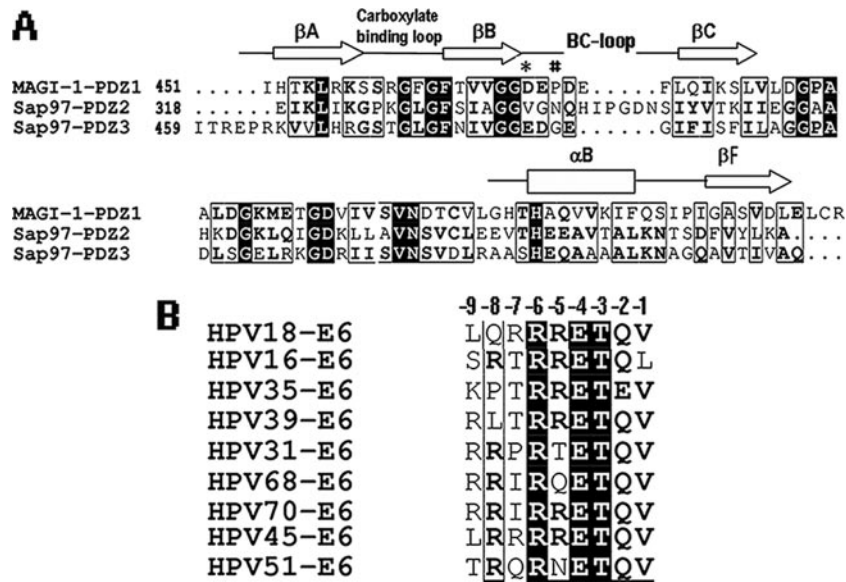 A
Carboxylate
βA binding loop βB BC-loop βC
* #
MAGI-1-PDZ1 451 .....IHTKLRKSSRGFGFTVVGGDEPDE......FLQIKSLVLDGPA
Sap97-PDZ2 318 .....EIKLIKGPKGLGFSIAGGVGNQHIPGDNSIYVTKIIEGGAA
Sap97-PDZ3 459 ITREPRKVVLHRGSTGLGFNIVGGEDGE......GIFISFILAGGPA
αB βF
MAGI-1-PDZ1 ALDGKMETGDVIVSVNDTCVLGHTHAQVVKIFQSIPIGASVDLELCR
Sap97-PDZ2 HKDGKLQIGDKLLAVNSVCLEEVTHEEAVTALKNTSDFVYLKA...
Sap97-PDZ3 DLSGELRKGDRIISVNSVDLRAASHEQAAAALKNAGQAVTIVAQ...
B
-9 -8 -7 -6 -5 -4 -3 -2 -1
HPV18-E6 LQRRRETQV
HPV16-E6 SRTRRETQL
HPV35-E6 KPTRRETEV
HPV39-E6 RLTRRETQV
HPV31-E6 RRPRTETQV
HPV68-E6 RRIRQETQV
HPV70-E6 RRIRRETQV
HPV45-E6 LRRRRETQV
HPV51-E6 TRQRNETQV